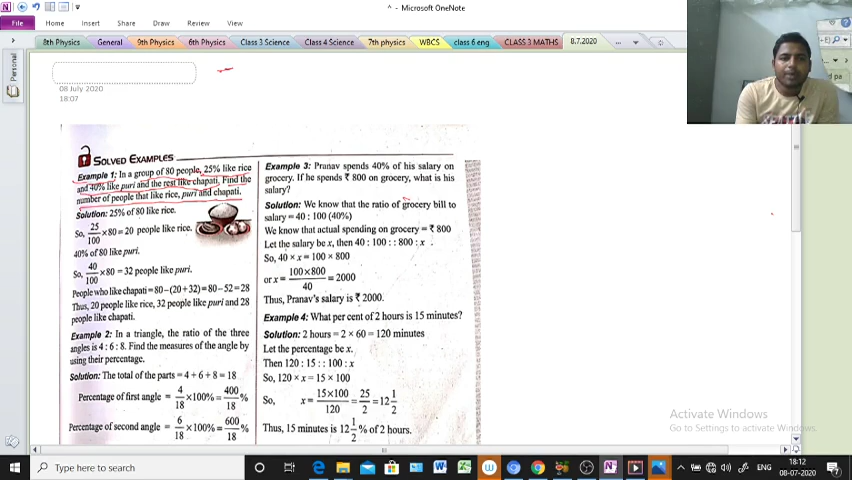 ^ - Microsoft OneNote
File Home Insert Share Draw Review View
8th Physics General 9th Physics 6th Physics Class 3 Science Class 4 Science 7th physics WBCS class 6 eng CLASS 3 MATHS 8.7.2020 ...
Personal
08 July 2020
18:07
SOLVED EXAMPLES
Example 1: In a group of 80 people, 25% like rice
and 40% like puri and the rest like chapati. Find the
number of people that like rice, puri and chapati.
Solution: 25% of 80 like rice.
So, 25/100 ×80=20 people like rice.
40% of 80 like puri.
So, 40/100 ×80=32 people like puri.
People who like chapati=80–(20+32)=80–52=28
Thus, 20 people like rice, 32 people like puri and 28
people like chapati.
Example 2: In a triangle, the ratio of the three
angles is 4 : 6 : 8. Find the measures of the angle by
using their percentage.
Solution: The total of the parts = 4 + 6 + 8 = 18
Percentage of first angle = 4/18 ×100%= 400/18 %
Percentage of second angle = 6/18 ×100%= 600/18 %
Example 3: Pranav spends 40% of his salary on
grocery. If he spends ₹ 800 on grocery, what is his
salary?
Solution: We know that the ratio of grocery bill to
salary = 40 : 100 (40%)
We know that actual spending on grocery = ₹ 800
Let the salary be x, then 40 : 100 : : 800 : x .
So, 40 × x = 100 × 800
or x = 100×800/40 = 2000
Thus, Pranav's salary is ₹ 2000.
Example 4: What per cent of 2 hours is 15 minutes?
Solution: 2 hours = 2 × 60 = 120 minutes
Let the percentage be x.
Then 120 : 15 : : 100 : x
So, 120 × x = 15 × 100
So, x = 15×100/120 = 25/2 = 12 1/2
Thus, 15 minutes is 12 1/2 % of 2 hours.
Activate Windows
Go to Settings to activate Windows.
Type here to search
ENG
18:12
08-07-2020